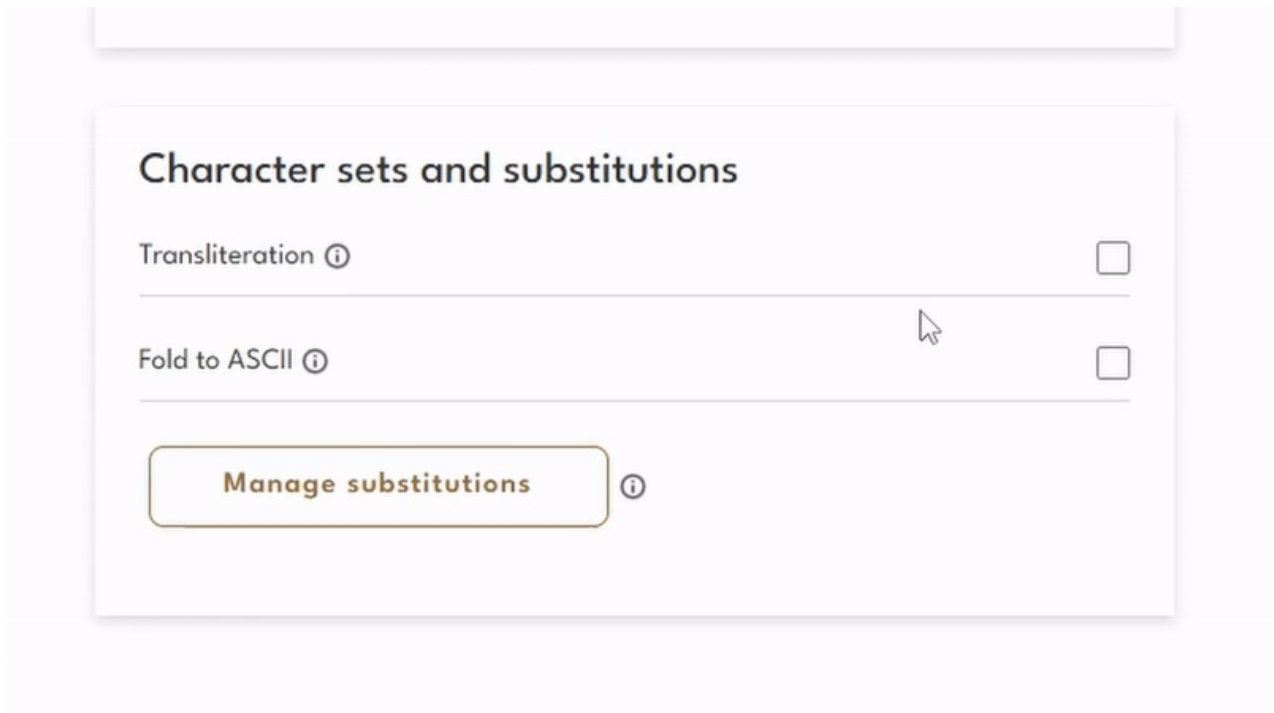 Character sets and substitutions
Transliteration
Fold to ASCII
Manage substitutions